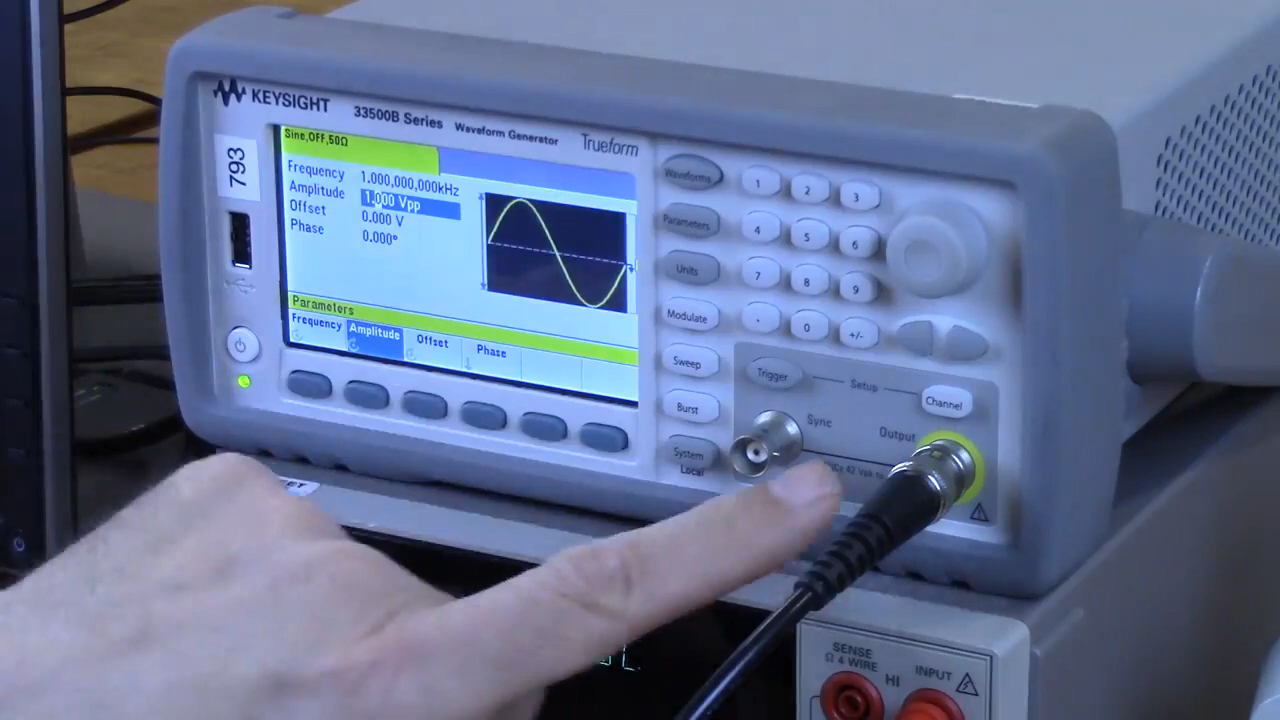 KEYSIGHT
33500B Series
Waveform Generator
Trueform
793
Sine,OFF,50Ω
Frequency 1.000,000,000kHz
Amplitude 1.000 Vpp
Offset 0.000 V
Phase 0.000°
Parameters
Frequency Amplitude Offset Phase
Waveforms
Parameters
Units
Modulate
Sweep
Burst
System
Local
1 2 3
4 5 6
7 8 9
. 0 +/-
Trigger
Setup
Channel
Sync
Output
42 Vpk
SENSE
Ω 4 WIRE
HI
INPUT